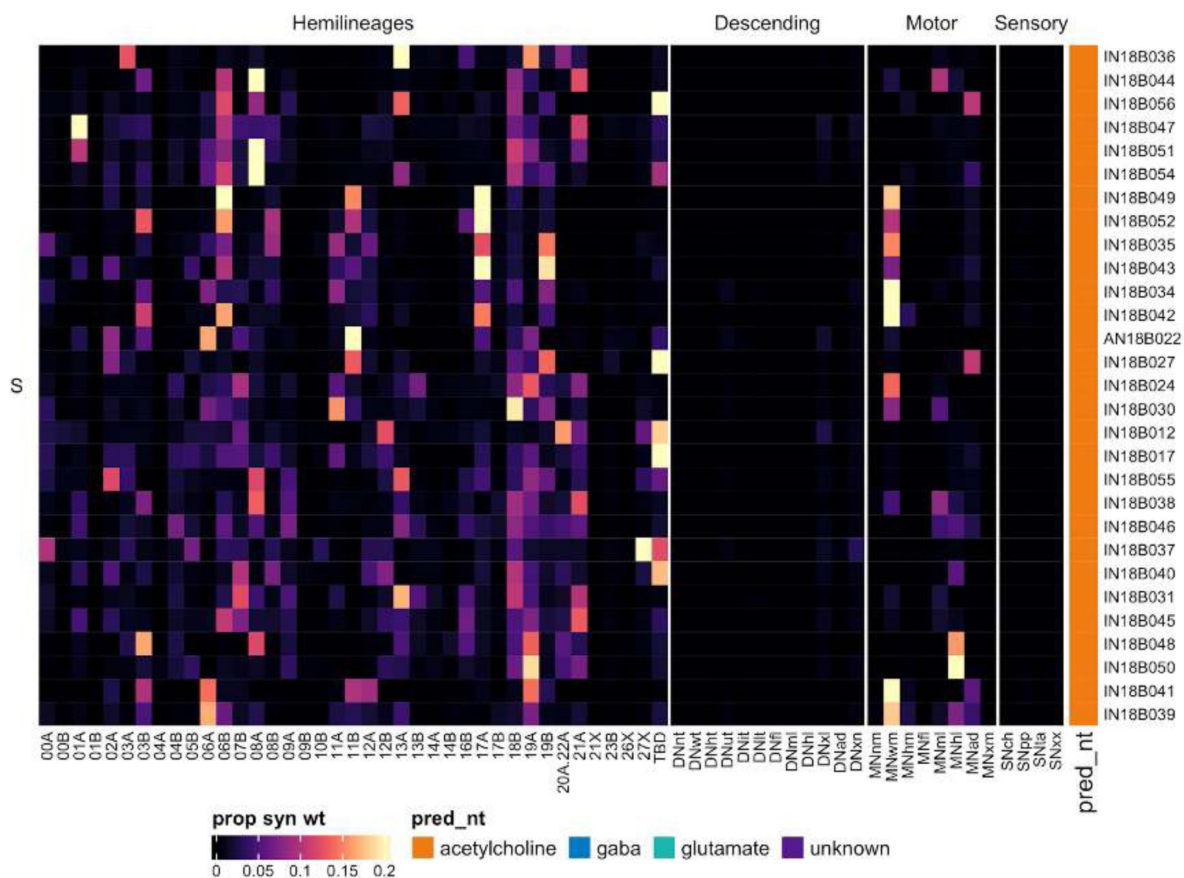 Hemilineages Descending Motor Sensory
IN18B036
IN18B044
IN18B056
IN18B047
IN18B051
IN18B054
IN18B049
IN18B052
IN18B035
IN18B043
IN18B034
IN18B042
AN18B022
IN18B027
S
IN18B024
IN18B030
IN18B012
IN18B017
IN18B055
IN18B038
IN18B046
IN18B037
IN18B040
IN18B031
IN18B045
IN18B048
IN18B050
IN18B041
IN18B039
00A
00B
01A
01B
02A
03A
03B
04A
04B
05B
06A
06B
07B
08A
08B
09A
09B
10B
11A
11B
12A
12B
13A
13B
14A
14B
16B
17A
18B
19A
19B
20A.22A
21A
21X
23B
26X
27X
TBD
DNnt
DNwt
DNht
DNut
DNit
DNlt
DNfl
DNml
DNhl
DNxl
DNad
DNxn
MNnm
MNwm
MNhm
MNfl
MNml
MNhl
MNad
MNxm
SNch
SNpp
SNta
SNxx
pred_nt
prop syn wt
0 0.05 0.1 0.15 0.2
pred_nt
acetylcholine gaba glutamate unknown